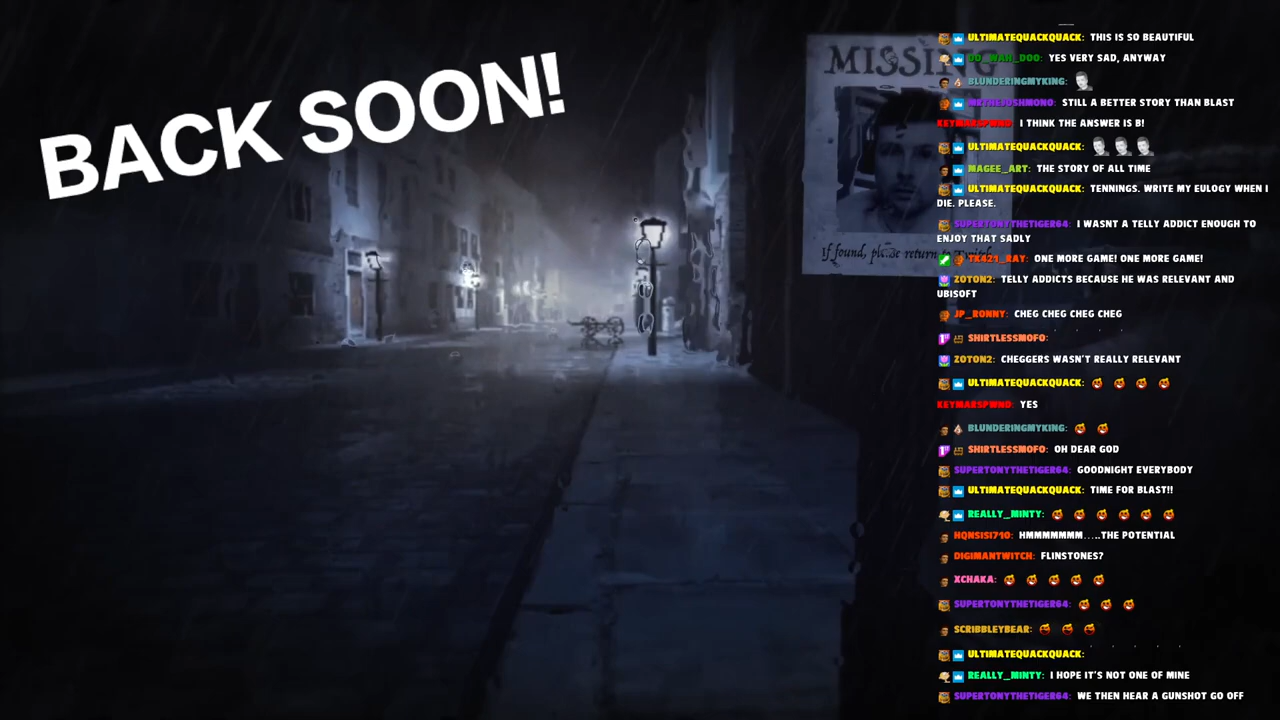 BACK SOON!
MISSING
If found, please return to Twitch
ULTIMATEQUACKQUACK: THIS IS SO BEAUTIFUL
DO_WAH_DOO: YES VERY SAD, ANYWAY
BLUNDERINGMYKING:
MRTHEJOSHMONO: STILL A BETTER STORY THAN BLAST
KEYMARSPWND: I THINK THE ANSWER IS B!
ULTIMATEQUACKQUACK:
MAGEE_ART: THE STORY OF ALL TIME
ULTIMATEQUACKQUACK: TENNINGS. WRITE MY EULOGY WHEN I
DIE. PLEASE.
SUPERTONYTHETIGER64: I WASNT A TELLY ADDICT ENOUGH TO
ENJOY THAT SADLY
TK421_RAY: ONE MORE GAME! ONE MORE GAME!
ZOTON2: TELLY ADDICTS BECAUSE HE WAS RELEVANT AND
UBISOFT
JP_RONNY: CHEG CHEG CHEG CHEG
SHIRTLESSMOFO:
ZOTON2: CHEGGERS WASN'T REALLY RELEVANT
ULTIMATEQUACKQUACK:
KEYMARSPWND: YES
BLUNDERINGMYKING:
SHIRTLESSMOFO: OH DEAR GOD
SUPERTONYTHETIGER64: GOODNIGHT EVERYBODY
ULTIMATEQUACKQUACK: TIME FOR BLAST!!
REALLY_MINTY:
HQNSISI710: HMMMMMMM.....THE POTENTIAL
DIGIMANTWITCH: FLINSTONES?
XCHAKA:
SUPERTONYTHETIGER64:
SCRIBBLEYBEAR:
ULTIMATEQUACKQUACK:
REALLY_MINTY: I HOPE IT'S NOT ONE OF MINE
SUPERTONYTHETIGER64: WE THEN HEAR A GUNSHOT GO OFF